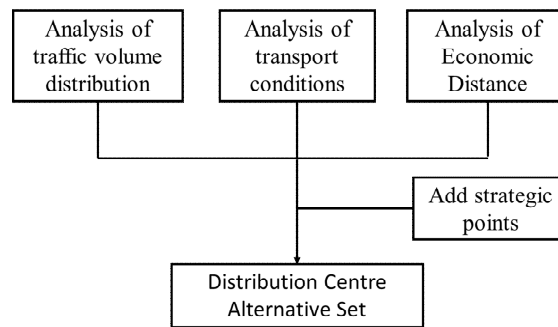 Analysis of
traffic volume
distribution
Analysis of
transport
conditions
Analysis of
Economic
Distance
Add strategic
points
Distribution Centre
Alternative Set